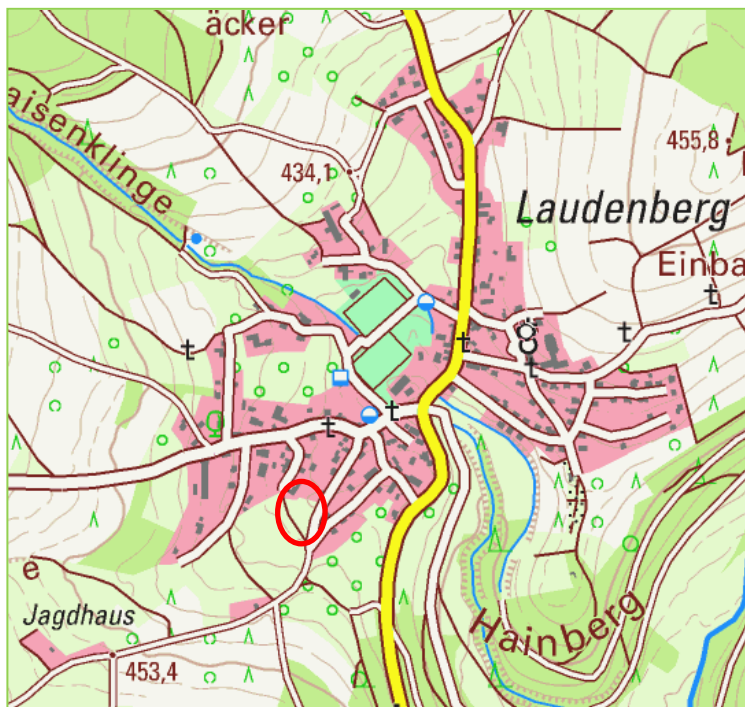 äcker
aisenklinge
434,1
455,8
Laudenberg
Einba
e
Jagdhaus
453,4
Hainberg